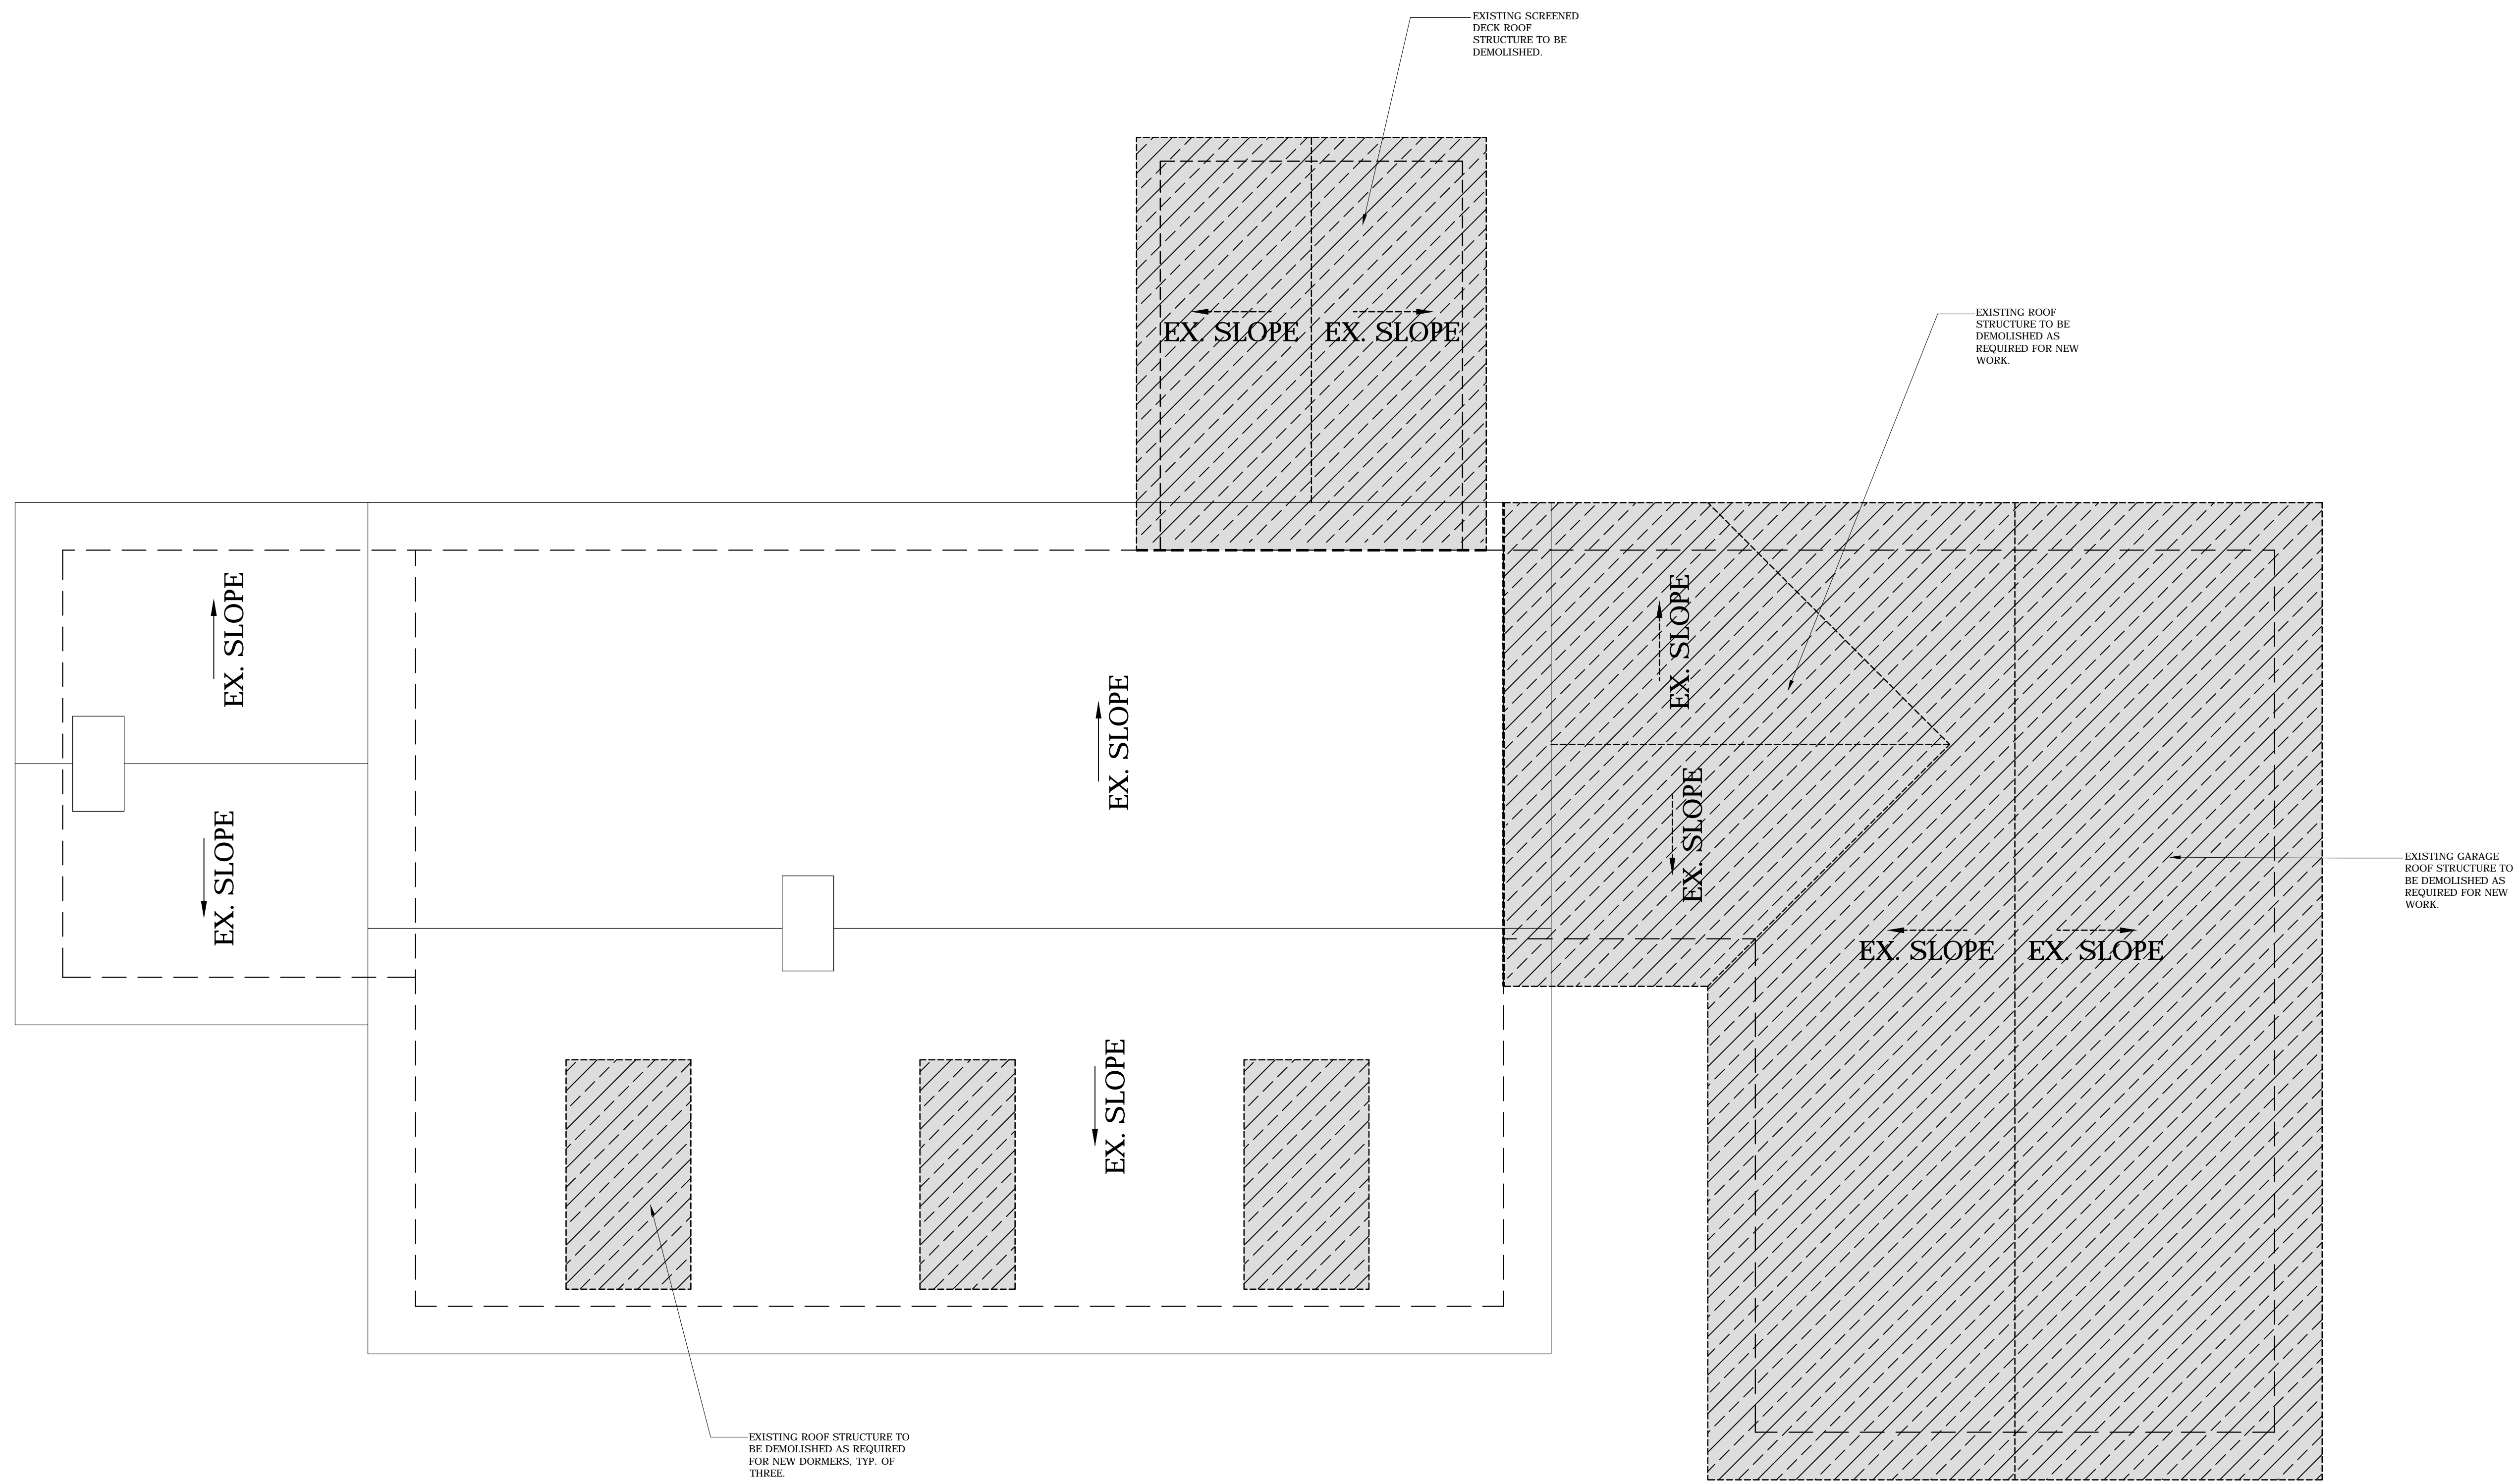 EXISTING SCREENED
DECK ROOF
STRUCTURE TO BE
DEMOLISHED.
EXISTING ROOF
STRUCTURE TO BE
DEMOLISHED AS
REQUIRED FOR NEW
WORK.
EX. SLOPE
EX. SLOPE
EX. SLOPE
EX. SLOPE
EX. SLOPE
EX. SLOPE
EX. SLOPE
EX. SLOPE
EXISTING GARAGE
ROOF STRUCTURE TO
BE DEMOLISHED AS
REQUIRED FOR NEW
WORK.
EX. SLOPE
EX. SLOPE
EXISTING ROOF STRUCTURE TO
BE DEMOLISHED AS REQUIRED
FOR NEW DORMERS, TYP. OF
THREE.